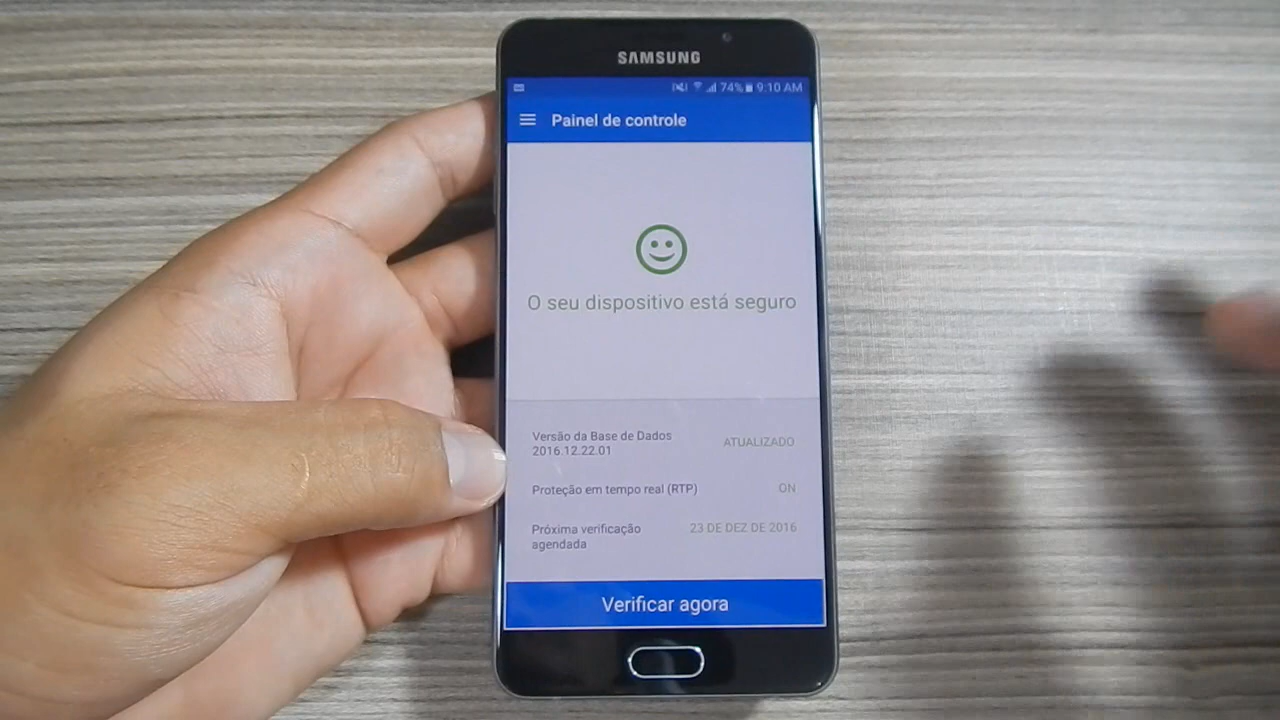 SAMSUNG
74% 9:10 AM
Painel de controle
O seu dispositivo está seguro
Versão da Base de Dados
2016.12.22.01
ATUALIZADO
Proteção em tempo real (RTP)
ON
Próxima verificação
agendada
23 DE DEZ DE 2016
Verificar agora